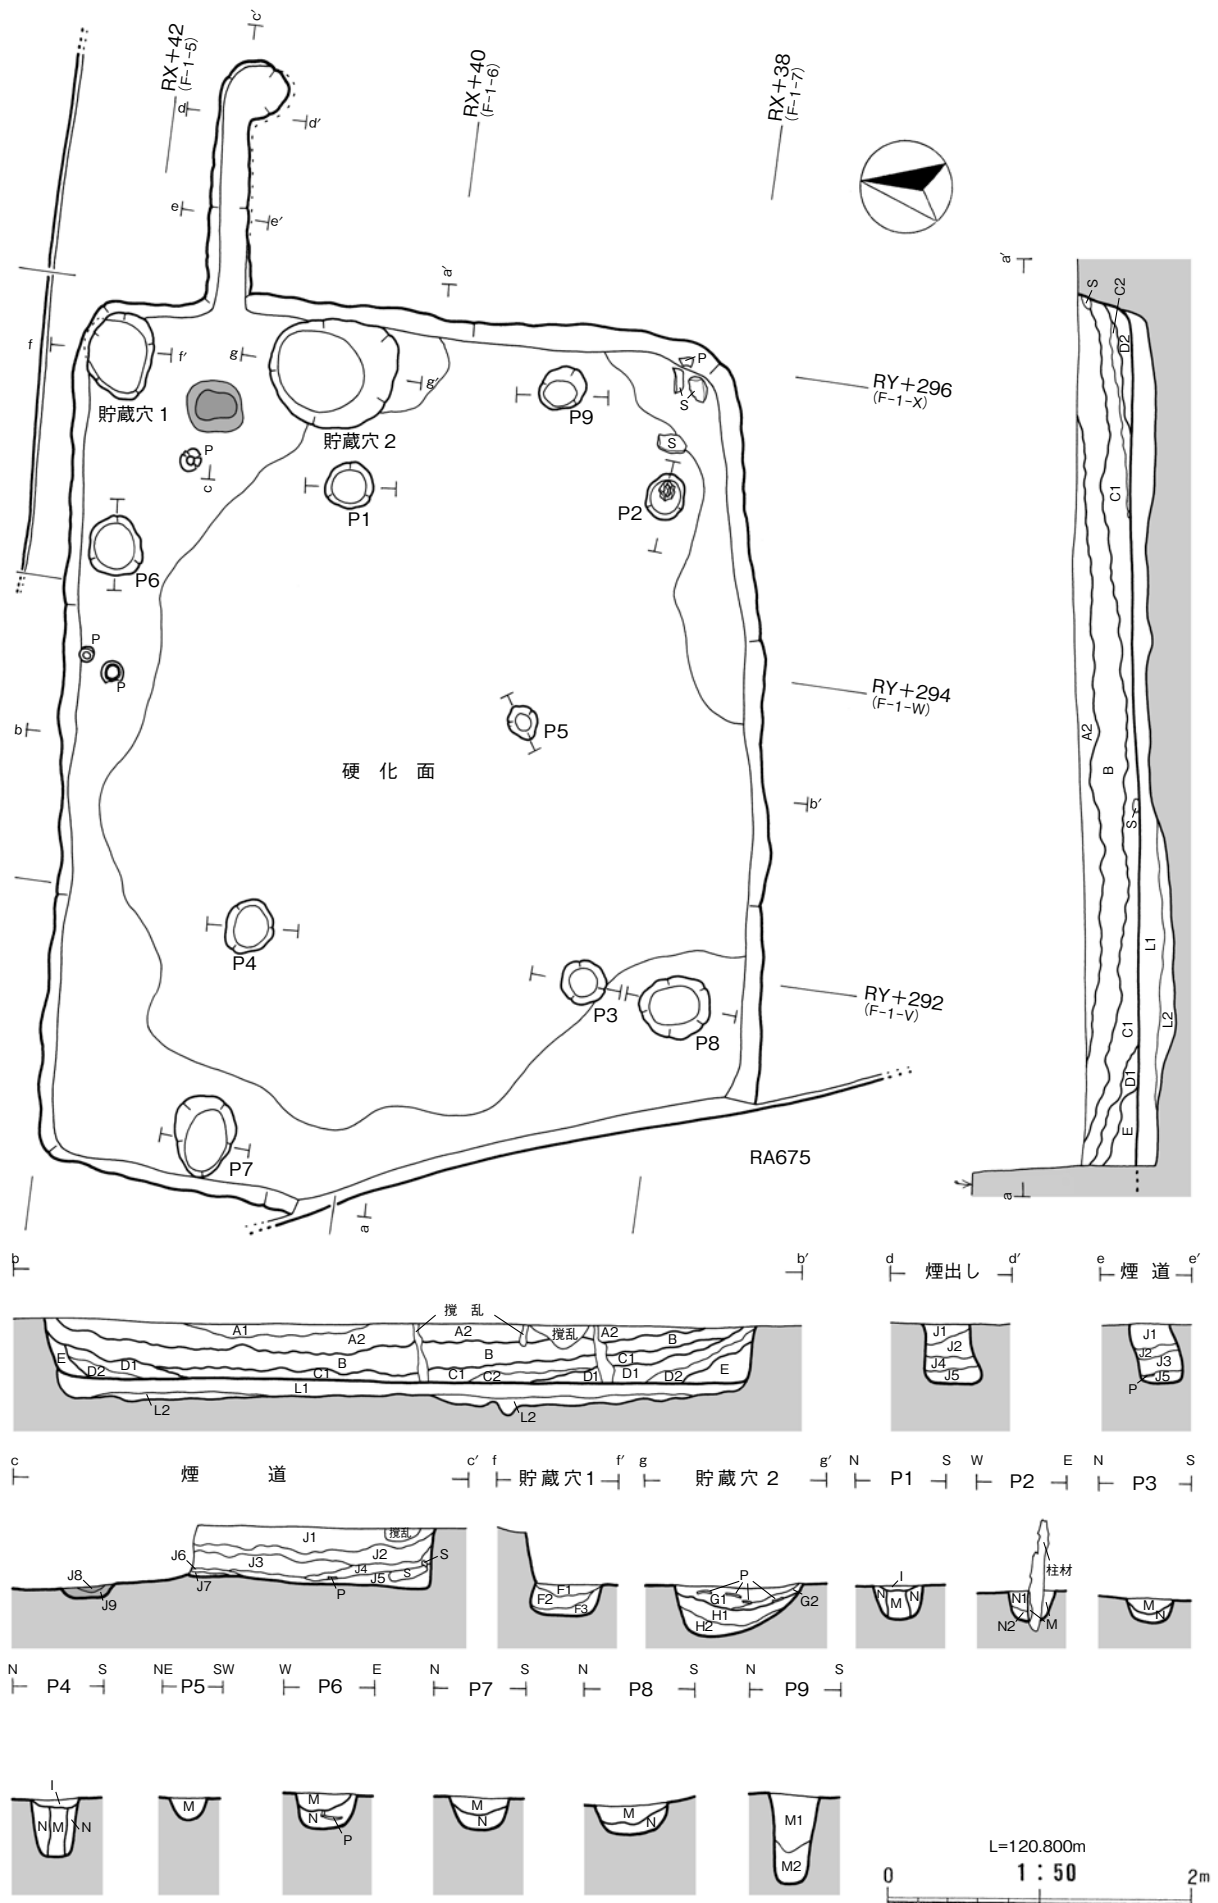 c′
RX＋42
(F-1-5)
RX＋40
(F-1-6)
RX＋38
(F-1-7)
d
d′
e
e′
a′
f
f′
g
g′
貯蔵穴 1
貯蔵穴 2
P
c
P1
P9
P
S
S
P2
P6
P
P
b
b′
P5
硬 化 面
P4
P3
P8
P7
a
RA675
RY＋296
(F-1-X)
RY＋294
(F-1-W)
RY＋292
(F-1-V)
a′
S
C2
D2
C1
A2
B
S
L1
C1
L2
D1
E
a
b
b′
撹 乱
A1
A2
A2
撹乱
A2
B
B
B
E
D2
D1
C1
C1
C2
D1
C1
D1
D2
E
L1
L2
L2
d
煙出し
d′
J1
J2
J4
J5
e
煙 道
e′
J1
J2
J3
J5
P
c
煙 道
c′
J1
撹乱
J2
J3
J4
J5
S
S
J6
J7
P
J8
J9
f
貯蔵穴1
f′
F1
F2
F3
g
貯蔵穴 2
g′
P
G1
G2
H1
H2
N
P1
S
I
N
M
N
W
P2
E
柱材
N1
N2
M
N
P3
S
M
N
N
P4
S
I
N
M
N
NE
P5
SW
M
W
P6
E
M
N
P
N
P7
S
M
N
N
P8
S
M
N
N
P9
S
M1
M2
L=120.800m
1：50
0
2m